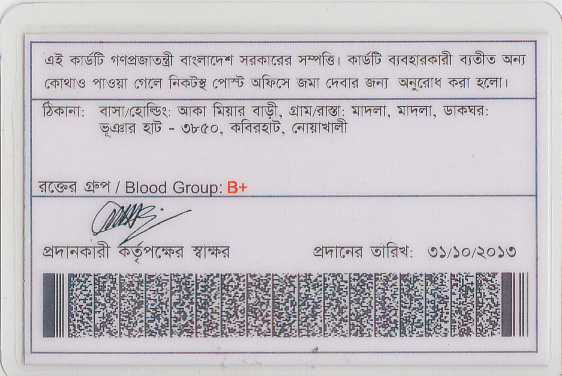 এই কার্ডটি গণপ্রজাতন্ত্রী বাংলাদেশ সরকারের সম্পত্তি। কার্ডটি ব্যবহারকারী ব্যতীত অন্য
কোথাও পাওয়া গেলে নিকটস্থ পোস্ট অফিসে জমা দেবার জন্য অনুরোধ করা হলো।
ঠিকানা: বাসা/হোল্ডিং: আকা মিয়ার বাড়ী, গ্রাম/রাস্তা: মাদলা, মাদলা, ডাকঘর:
ভূঞার হাট - ৩৮৫০, কবিরহাট, নোয়াখালী
রক্তের গ্রুপ / Blood Group: B+
প্রদানকারী কর্তৃপক্ষের স্বাক্ষর প্রদানের তারিখ: ৩১/১০/২০১৩